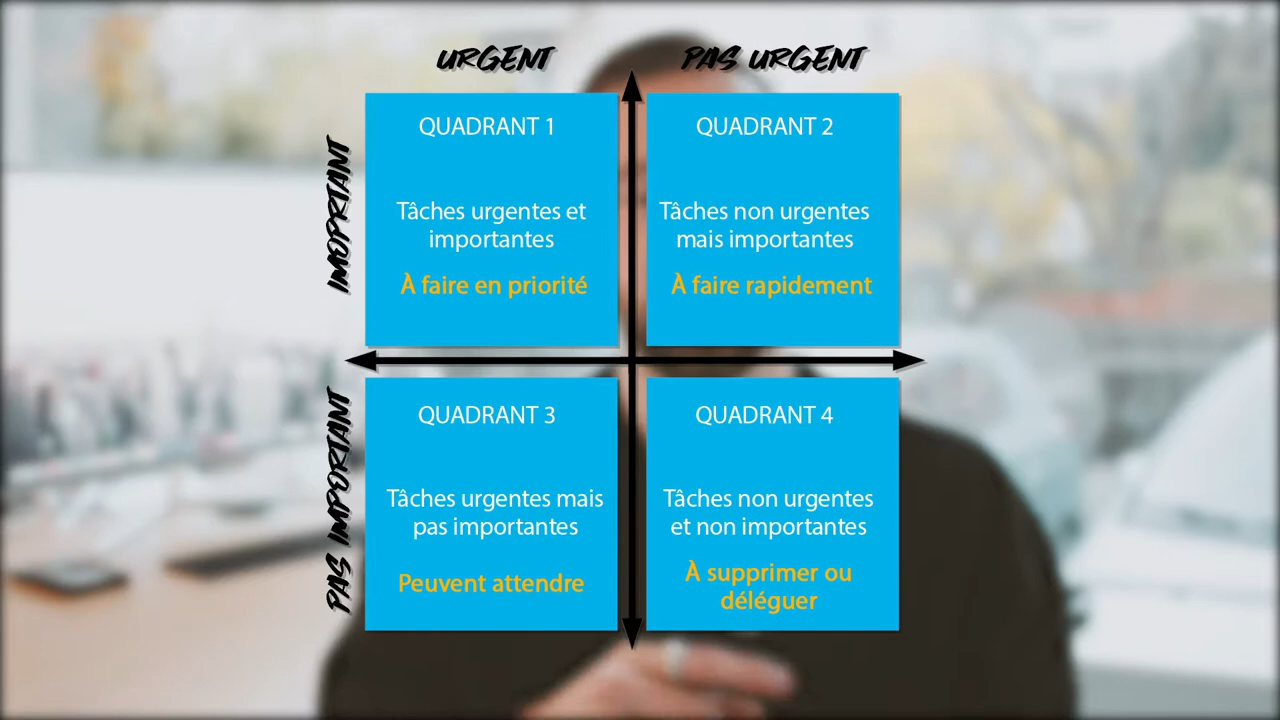 URGENT
PAS URGENT
IMOPRTANT
QUADRANT 1
Tâches urgentes et
importantes
À faire en priorité
QUADRANT 2
Tâches non urgentes
mais importantes
À faire rapidement
PAS IMPORTANT
QUADRANT 3
Tâches urgentes mais
pas importantes
Peuvent attendre
QUADRANT 4
Tâches non urgentes
et non importantes
À supprimer ou
déléguer